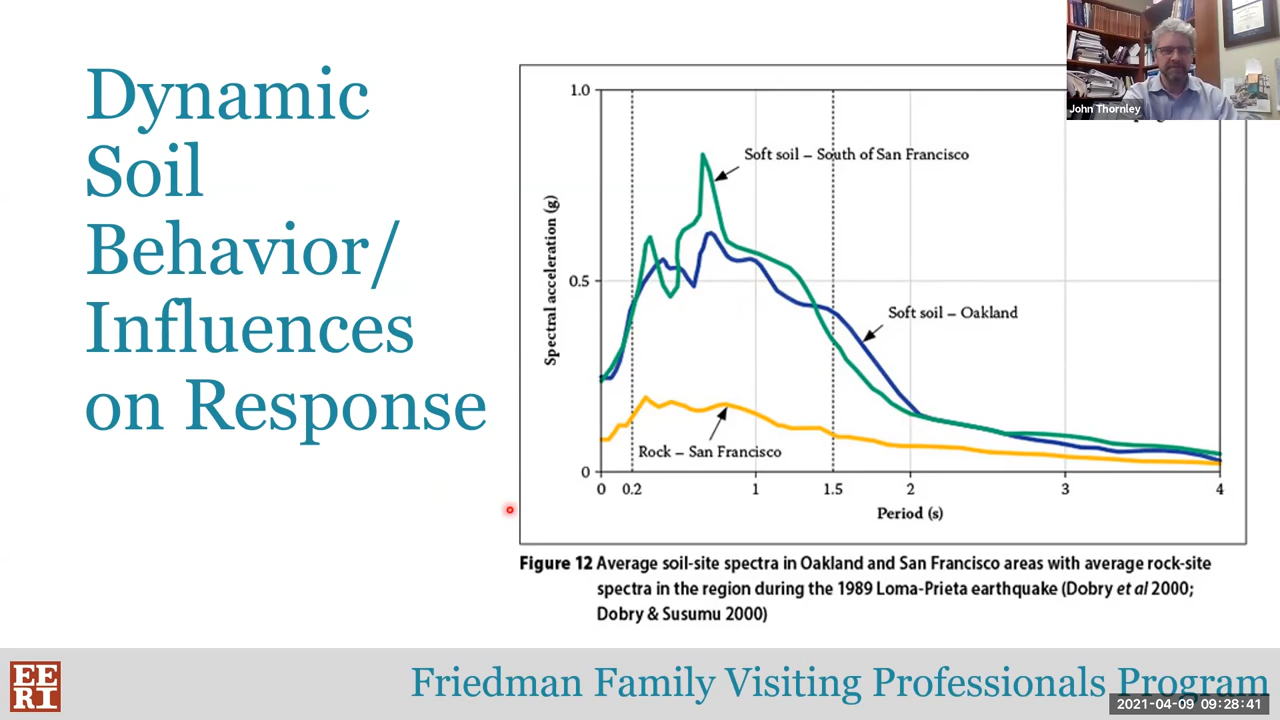 Dynamic
Soil
Behavior/
Influences
on Response
John Thornley
1.0
0.5
0
Spectral acceleration (g)
Soft soil – South of San Francisco
Soft soil – Oakland
Rock – San Francisco
0 0.2 1 1.5 2 3 4
Period (s)
Figure 12 Average soil-site spectra in Oakland and San Francisco areas with average rock-site
spectra in the region during the 1989 Loma-Prieta earthquake (Dobry et al 2000;
Dobry & Susumu 2000)
EE
RI
Friedman Family Visiting Professionals Program
2021-04-09 09:28:41